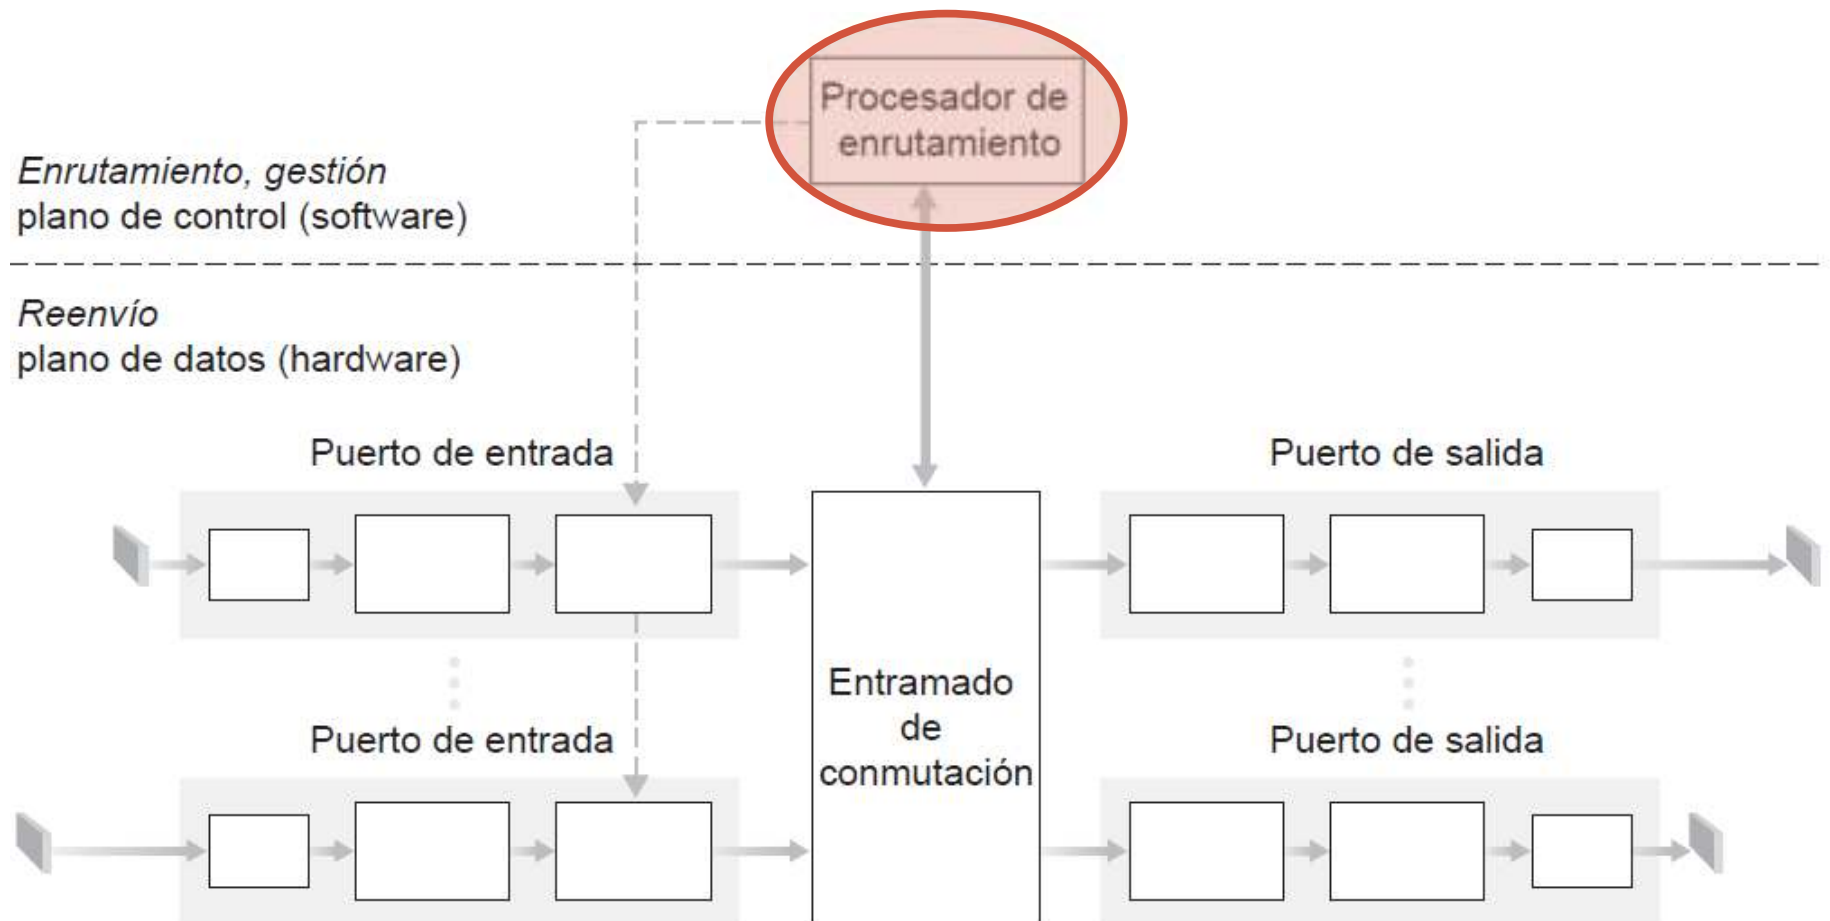 Procesador de
enrutamiento
Enrutamiento, gestión
plano de control (software)
Reenvío
plano de datos (hardware)
Puerto de entrada
Puerto de salida
Entramado
de
conmutación
Puerto de entrada
Puerto de salida